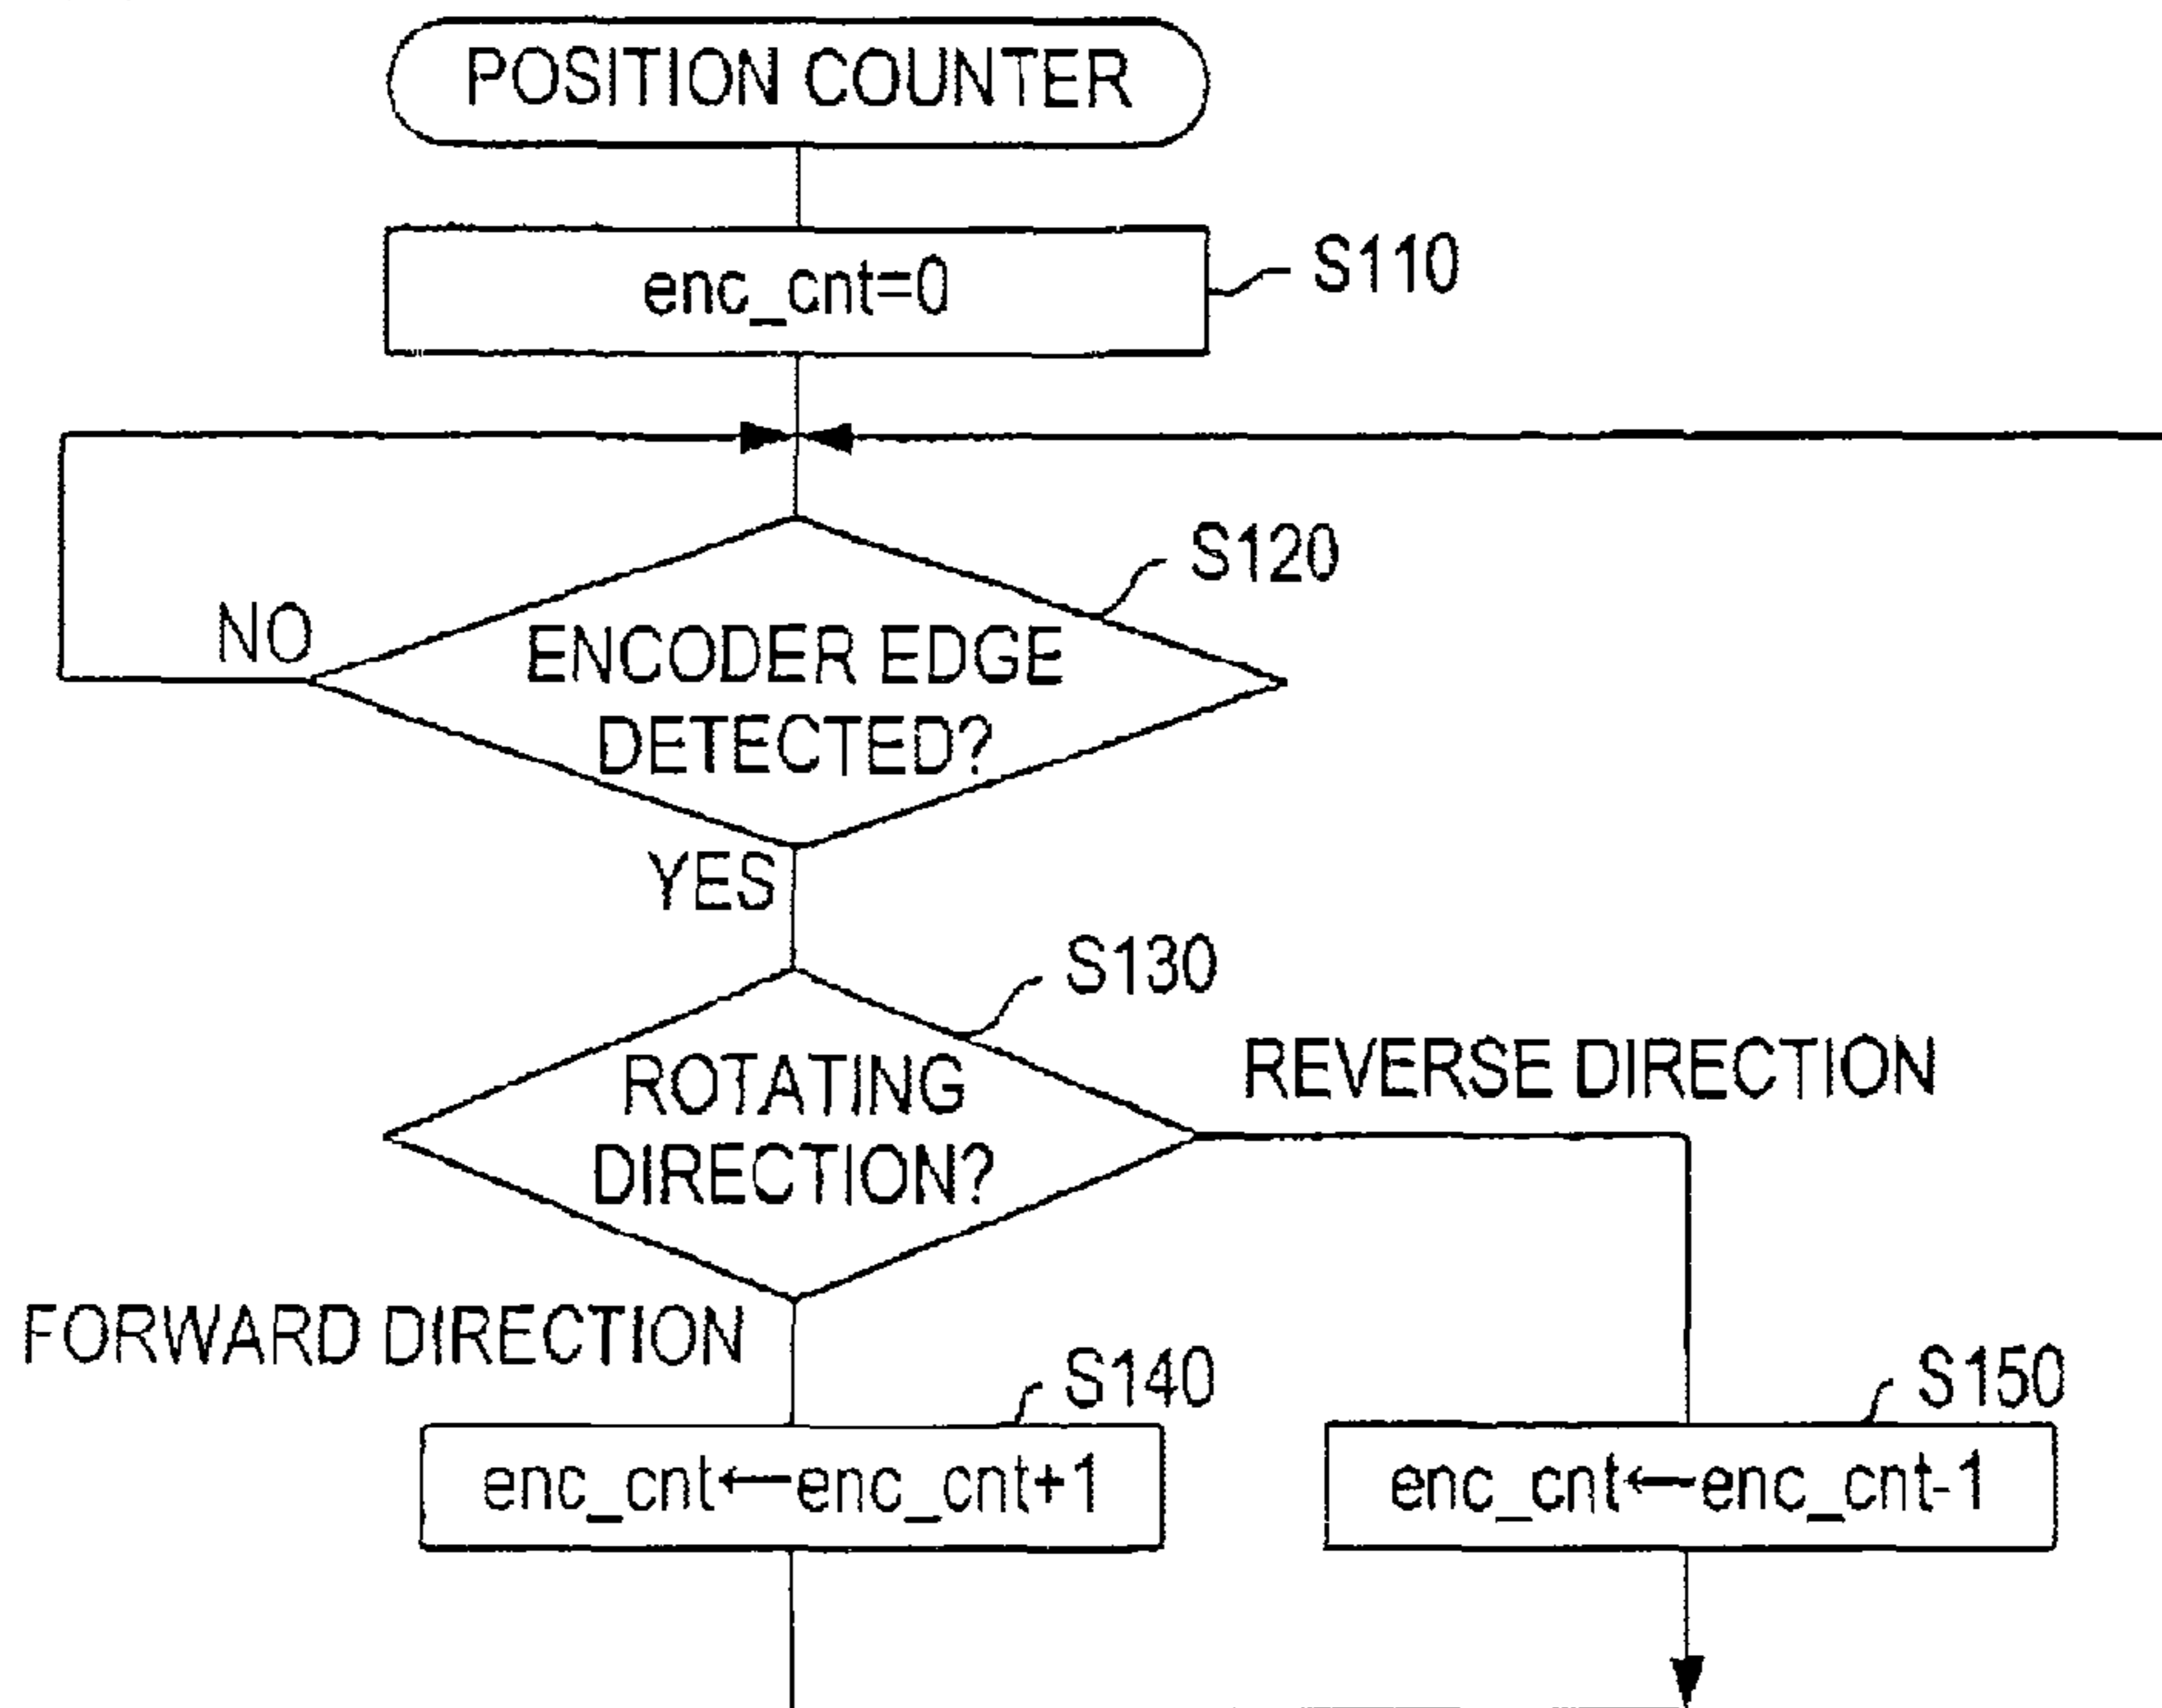 POSITION COUNTER
enc_cnt=0
S110
S120
NO
ENCODER EDGE
DETECTED?
YES
S130
ROTATING
DIRECTION?
REVERSE DIRECTION
FORWARD DIRECTION
S140
S150
enc_cnt←enc_cnt+1
enc_cnt←enc_cnt-1